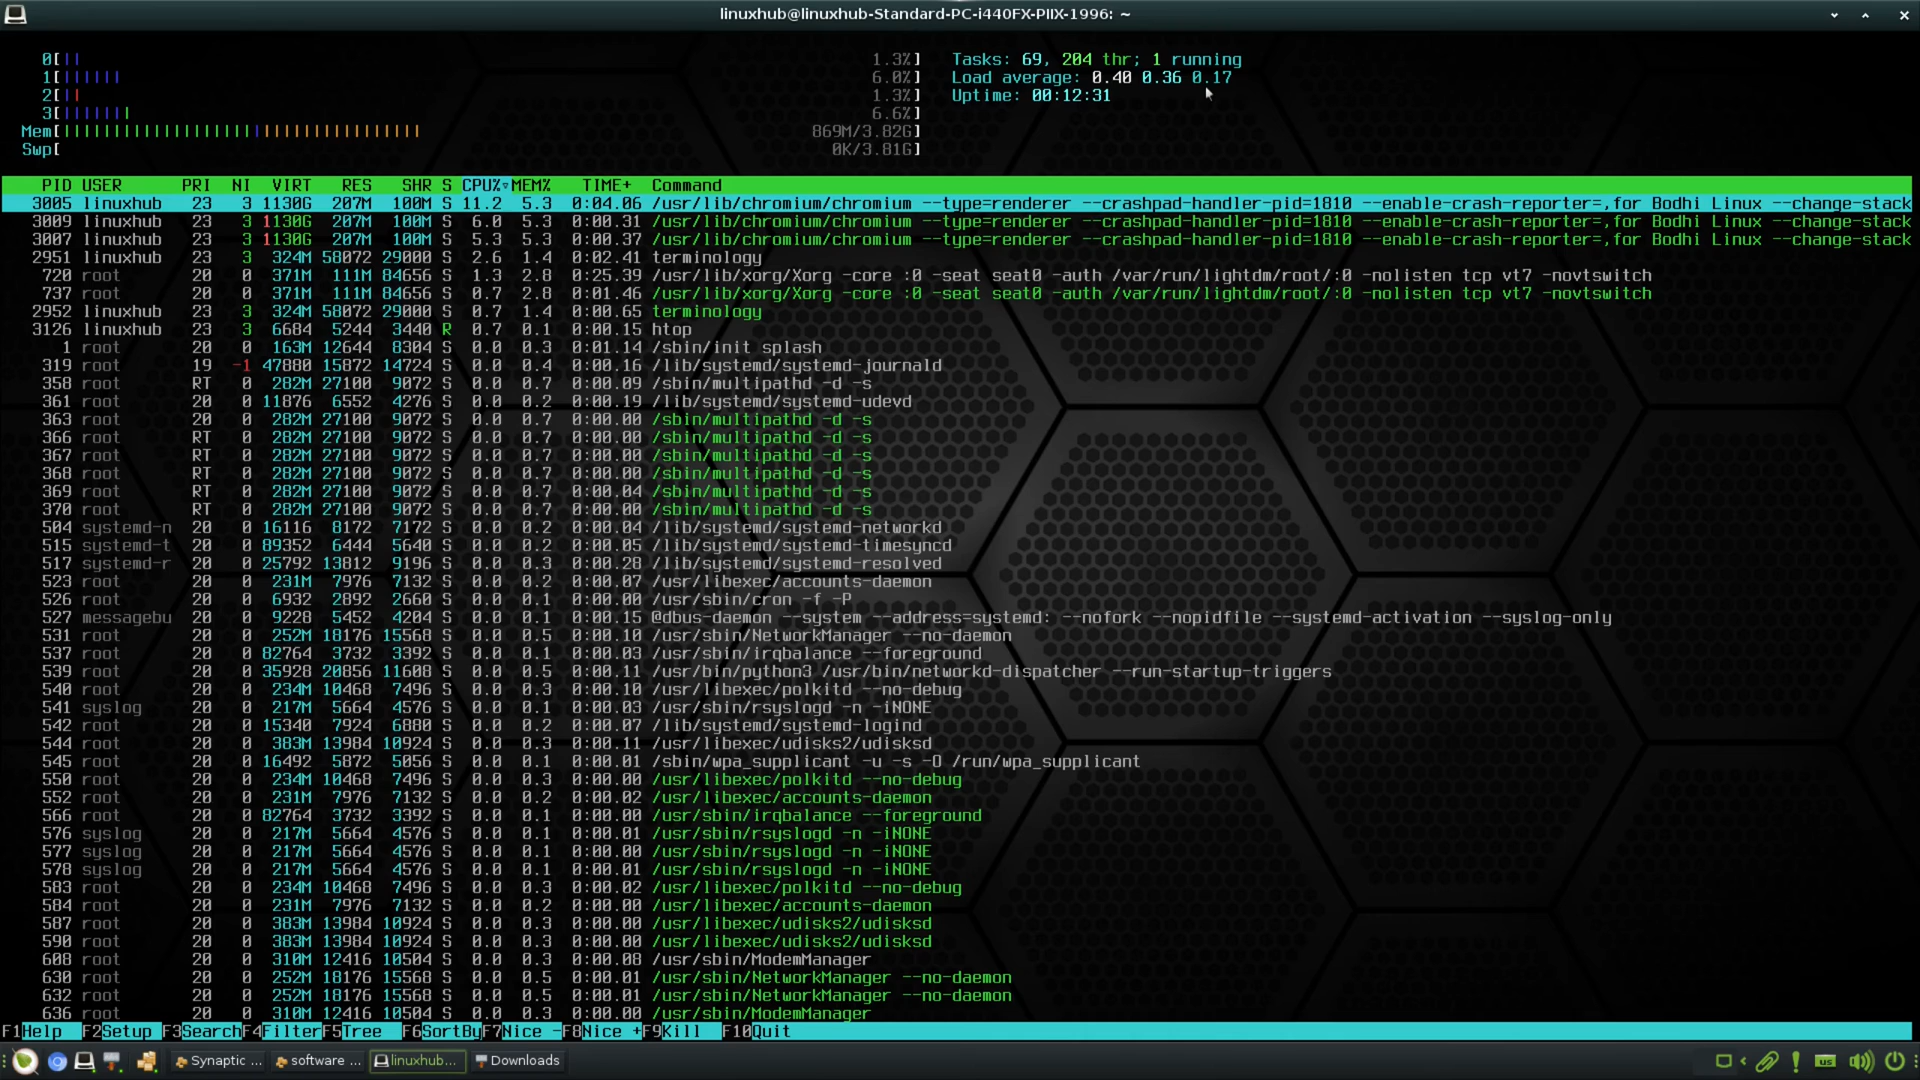 linuxhub@linuxhub-Standard-PC-i440FX-PIIX-1996: ~
0[|| 1.3%] Tasks: 69, 204 thr; 1 running
1[|||||| 6.0%] Load average: 0.40 0.36 0.17
2[|| 1.3%] Uptime: 00:12:31
3[||||||| 6.6%]
Mem[|||||||||||||||||||||||||||||||||||| 869M/3.82G]
Swp[ 0K/3.81G]
PID USER PRI NI VIRT RES SHR S CPU%▽MEM% TIME+ Command
3005 linuxhub 23 3 1130G 207M 100M S 11.2 5.3 0:04.06 /usr/lib/chromium/chromium --type=renderer --crashpad-handler-pid=1810 --enable-crash-reporter=,for Bodhi Linux --change-stack
3009 linuxhub 23 3 1130G 207M 100M S 6.0 5.3 0:00.31 /usr/lib/chromium/chromium --type=renderer --crashpad-handler-pid=1810 --enable-crash-reporter=,for Bodhi Linux --change-stack
3007 linuxhub 23 3 1130G 207M 100M S 5.3 5.3 0:00.37 /usr/lib/chromium/chromium --type=renderer --crashpad-handler-pid=1810 --enable-crash-reporter=,for Bodhi Linux --change-stack
2951 linuxhub 23 3 324M 58072 29000 S 2.6 1.4 0:02.41 terminology
720 root 20 0 371M 111M 84656 S 1.3 2.8 0:25.39 /usr/lib/xorg/Xorg -core :0 -seat seat0 -auth /var/run/lightdm/root/:0 -nolisten tcp vt7 -novtswitch
737 root 20 0 371M 111M 84656 S 0.7 2.8 0:01.46 /usr/lib/xorg/Xorg -core :0 -seat seat0 -auth /var/run/lightdm/root/:0 -nolisten tcp vt7 -novtswitch
2952 linuxhub 23 3 324M 58072 29000 S 0.7 1.4 0:00.65 terminology
3126 linuxhub 23 3 6684 5244 3440 R 0.7 0.1 0:00.15 htop
1 root 20 0 163M 12644 8304 S 0.0 0.3 0:01.14 /sbin/init splash
319 root 19 -1 47880 15872 14724 S 0.0 0.4 0:00.16 /lib/systemd/systemd-journald
358 root RT 0 282M 27100 9072 S 0.0 0.7 0:00.09 /sbin/multipathd -d -s
361 root 20 0 11876 6552 4276 S 0.0 0.2 0:00.19 /lib/systemd/systemd-udevd
363 root 20 0 282M 27100 9072 S 0.0 0.7 0:00.00 /sbin/multipathd -d -s
366 root RT 0 282M 27100 9072 S 0.0 0.7 0:00.00 /sbin/multipathd -d -s
367 root RT 0 282M 27100 9072 S 0.0 0.7 0:00.00 /sbin/multipathd -d -s
368 root RT 0 282M 27100 9072 S 0.0 0.7 0:00.00 /sbin/multipathd -d -s
369 root RT 0 282M 27100 9072 S 0.0 0.7 0:00.04 /sbin/multipathd -d -s
370 root RT 0 282M 27100 9072 S 0.0 0.7 0:00.00 /sbin/multipathd -d -s
504 systemd-n 20 0 16116 8172 7172 S 0.0 0.2 0:00.04 /lib/systemd/systemd-networkd
515 systemd-t 20 0 89352 6444 5640 S 0.0 0.2 0:00.05 /lib/systemd/systemd-timesyncd
517 systemd-r 20 0 25792 13812 9196 S 0.0 0.3 0:00.28 /lib/systemd/systemd-resolved
523 root 20 0 231M 7976 7132 S 0.0 0.2 0:00.07 /usr/libexec/accounts-daemon
526 root 20 0 6932 2892 2660 S 0.0 0.1 0:00.00 /usr/sbin/cron -f -P
527 messagebu 20 0 9228 5452 4204 S 0.0 0.1 0:00.15 @dbus-daemon --system --address=systemd: --nofork --nopidfile --systemd-activation --syslog-only
531 root 20 0 252M 18176 15568 S 0.0 0.5 0:00.10 /usr/sbin/NetworkManager --no-daemon
537 root 20 0 82764 3732 3392 S 0.0 0.1 0:00.03 /usr/sbin/irqbalance --foreground
539 root 20 0 35928 20856 11608 S 0.0 0.5 0:00.11 /usr/bin/python3 /usr/bin/networkd-dispatcher --run-startup-triggers
540 root 20 0 234M 10468 7496 S 0.0 0.3 0:00.10 /usr/libexec/polkitd --no-debug
541 syslog 20 0 217M 5664 4576 S 0.0 0.1 0:00.03 /usr/sbin/rsyslogd -n -iNONE
542 root 20 0 15340 7924 6880 S 0.0 0.2 0:00.07 /lib/systemd/systemd-logind
544 root 20 0 383M 13984 10924 S 0.0 0.3 0:00.11 /usr/libexec/udisks2/udisksd
545 root 20 0 16492 5872 5056 S 0.0 0.1 0:00.01 /sbin/wpa_supplicant -u -s -O /run/wpa_supplicant
550 root 20 0 234M 10468 7496 S 0.0 0.3 0:00.00 /usr/libexec/polkitd --no-debug
552 root 20 0 231M 7976 7132 S 0.0 0.2 0:00.02 /usr/libexec/accounts-daemon
566 root 20 0 82764 3732 3392 S 0.0 0.1 0:00.00 /usr/sbin/irqbalance --foreground
576 syslog 20 0 217M 5664 4576 S 0.0 0.1 0:00.01 /usr/sbin/rsyslogd -n -iNONE
577 syslog 20 0 217M 5664 4576 S 0.0 0.1 0:00.00 /usr/sbin/rsyslogd -n -iNONE
578 syslog 20 0 217M 5664 4576 S 0.0 0.1 0:00.01 /usr/sbin/rsyslogd -n -iNONE
583 root 20 0 234M 10468 7496 S 0.0 0.3 0:00.02 /usr/libexec/polkitd --no-debug
584 root 20 0 231M 7976 7132 S 0.0 0.2 0:00.00 /usr/libexec/accounts-daemon
587 root 20 0 383M 13984 10924 S 0.0 0.3 0:00.00 /usr/libexec/udisks2/udisksd
590 root 20 0 383M 13984 10924 S 0.0 0.3 0:00.00 /usr/libexec/udisks2/udisksd
608 root 20 0 310M 12416 10504 S 0.0 0.3 0:00.08 /usr/sbin/ModemManager
630 root 20 0 252M 18176 15568 S 0.0 0.5 0:00.01 /usr/sbin/NetworkManager --no-daemon
632 root 20 0 252M 18176 15568 S 0.0 0.5 0:00.01 /usr/sbin/NetworkManager --no-daemon
636 root 20 0 310M 12416 10504 S 0.0 0.3 0:00.00 /usr/sbin/ModemManager
F1Help F2Setup F3SearchF4FilterF5Tree F6SortByF7Nice -F8Nice +F9Kill F10Quit
Synaptic ... software ... linuxhub... Downloads us